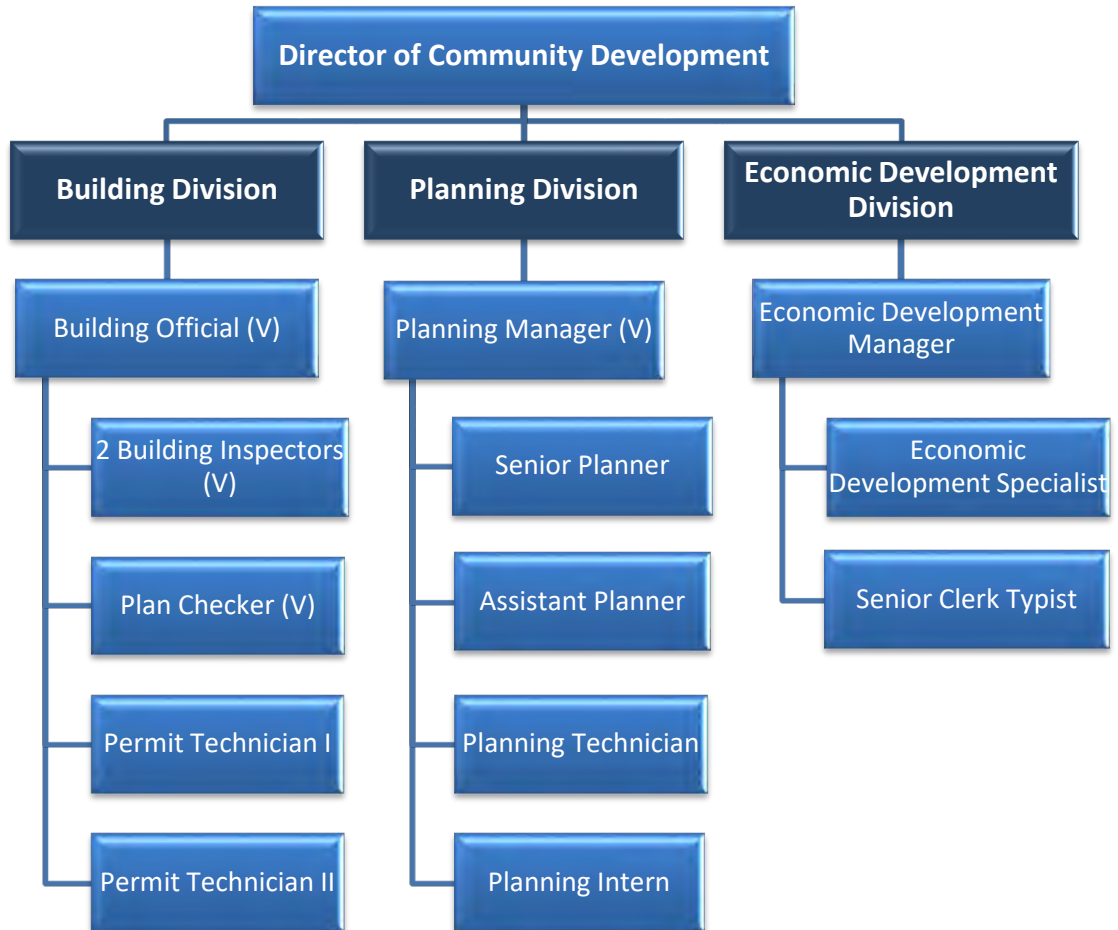 Director of Community Development
Building Division
Planning Division
Economic Development
Division
Building Official (V)
Planning Manager (V)
Economic Development
Manager
2 Building Inspectors
(V)
Senior Planner
Economic
Development Specialist
Plan Checker (V)
Assistant Planner
Senior Clerk Typist
Permit Technician I
Planning Technician
Permit Technician II
Planning Intern